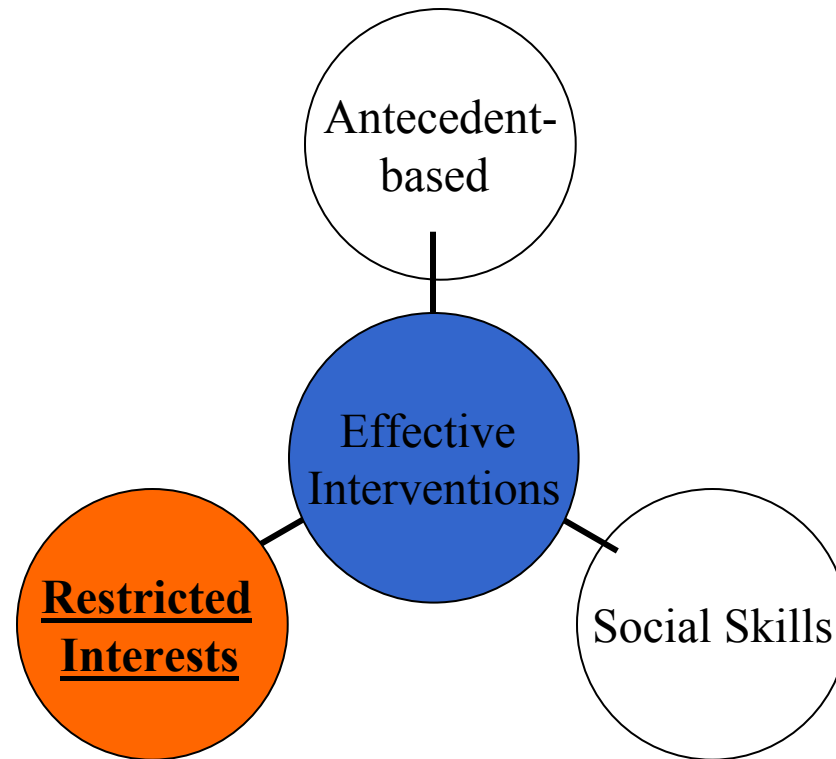 Antecedent-
based
Effective
Interventions
Restricted
Interests
Social Skills